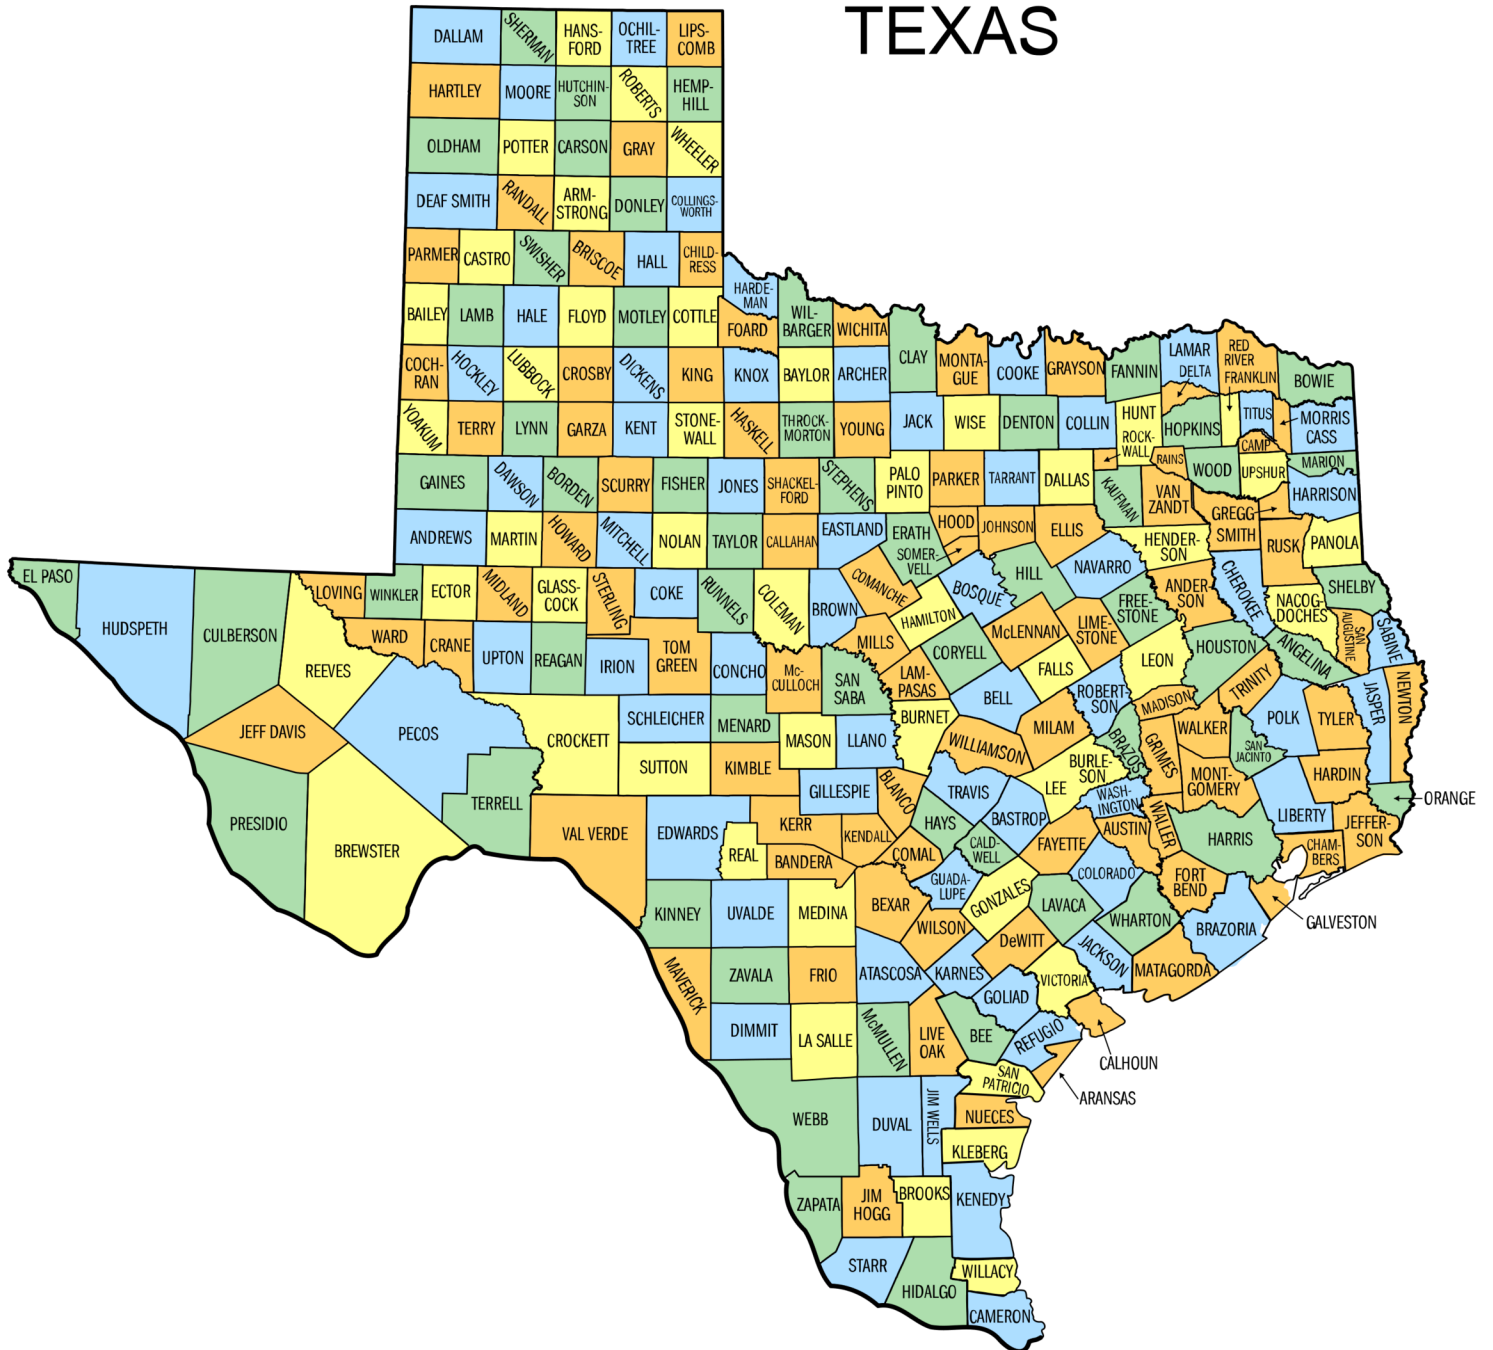 TEXAS
DALLAM
SHERMAN
HANS-
FORD
OCHIL-
TREE
LIPS-
COMB
HARTLEY
MOORE
HUTCHIN-
SON
ROBERTS
HEMP-
HILL
OLDHAM
POTTER
CARSON
GRAY
WHEELER
DEAF SMITH
RANDALL
ARM-
STRONG
DONLEY
COLLINGS-
WORTH
PARMER
CASTRO
SWISHER
BRISCOE
HALL
CHILD-
RESS
HARDE-
MAN
BAILEY
LAMB
HALE
FLOYD
MOTLEY
COTTLE
FOARD
WIL-
BARGER
WICHITA
CLAY
MONTA-
GUE
COOKE
GRAYSON
FANNIN
LAMAR
DELTA
RED
RIVER
FRANKLIN
BOWIE
COCH-
RAN
HOCKLEY
LUBBOCK
CROSBY
DICKENS
KING
KNOX
BAYLOR
ARCHER
YOAKUM
TERRY
LYNN
GARZA
KENT
STONE-
WALL
HASKELL
THROCK-
MORTON
YOUNG
JACK
WISE
DENTON
COLLIN
HUNT
ROCK-
WALL
HOPKINS
TITUS
MORRIS
CASS
CAMP
RAINS
WOOD
UPSHUR
MARION
GAINES
DAWSON
BORDEN
SCURRY
FISHER
JONES
SHACKEL-
FORD
STEPHENS
PALO
PINTO
PARKER
TARRANT
DALLAS
KAUFMAN
VAN
ZANDT
HARRISON
GREGG
SMITH
ANDREWS
MARTIN
HOWARD
MITCHELL
NOLAN
TAYLOR
CALLAHAN
EASTLAND
ERATH
SOMER-
VELL
HOOD
JOHNSON
ELLIS
HENDER-
SON
RUSK
PANOLA
EL PASO
HUDSPETH
CULBERSON
REEVES
LOVING
WINKLER
ECTOR
MIDLAND
GLASS-
COCK
STERLING
COKE
RUNNELS
COLEMAN
BROWN
COMANCHE
HAMILTON
BOSQUE
HILL
NAVARRO
FREE-
STONE
ANDER-
SON
CHEROKEE
NACOG-
DOCHES
SHELBY
SAN
AUGUSTINE
SABINE
WARD
CRANE
UPTON
REAGAN
IRION
TOM
GREEN
CONCHO
Mc-
CULLOCH
SAN
SABA
MILLS
LAM-
PASAS
CORYELL
McLENNAN
LIME-
STONE
FALLS
LEON
HOUSTON
ANGELINA
TRINITY
JEFF DAVIS
PECOS
CROCKETT
SCHLEICHER
MENARD
MASON
LLANO
BURNET
BELL
MILAM
ROBERT-
SON
MADISON
WALKER
POLK
TYLER
JASPER
NEWTON
SAN
JACINTO
BRAZOS
GRIMES
WILLIAMSON
BURLE-
SON
LEE
WASH-
INGTON
MONT-
GOMERY
HARDIN
LIBERTY
ORANGE
PRESIDIO
BREWSTER
TERRELL
SUTTON
KIMBLE
GILLESPIE
BLANCO
TRAVIS
BASTROP
HAYS
CALD-
WELL
FAYETTE
AUSTIN
WALLER
HARRIS
JEFFER-
SON
CHAM-
BERS
VAL VERDE
EDWARDS
REAL
KERR
KENDALL
BANDERA
COMAL
GUADA-
LUPE
GONZALES
LAVACA
COLORADO
FORT
BEND
WHARTON
GALVESTON
BRAZORIA
KINNEY
UVALDE
MEDINA
BEXAR
WILSON
DeWITT
JACKSON
MATAGORDA
MAVERICK
ZAVALA
FRIO
ATASCOSA
KARNES
GOLIAD
VICTORIA
CALHOUN
DIMMIT
LA SALLE
McMULLEN
LIVE
OAK
BEE
REFUGIO
SAN
PATRICIO
ARANSAS
WEBB
DUVAL
JIM WELLS
NUECES
KLEBERG
ZAPATA
JIM
HOGG
BROOKS
KENEDY
STARR
HIDALGO
WILLACY
CAMERON